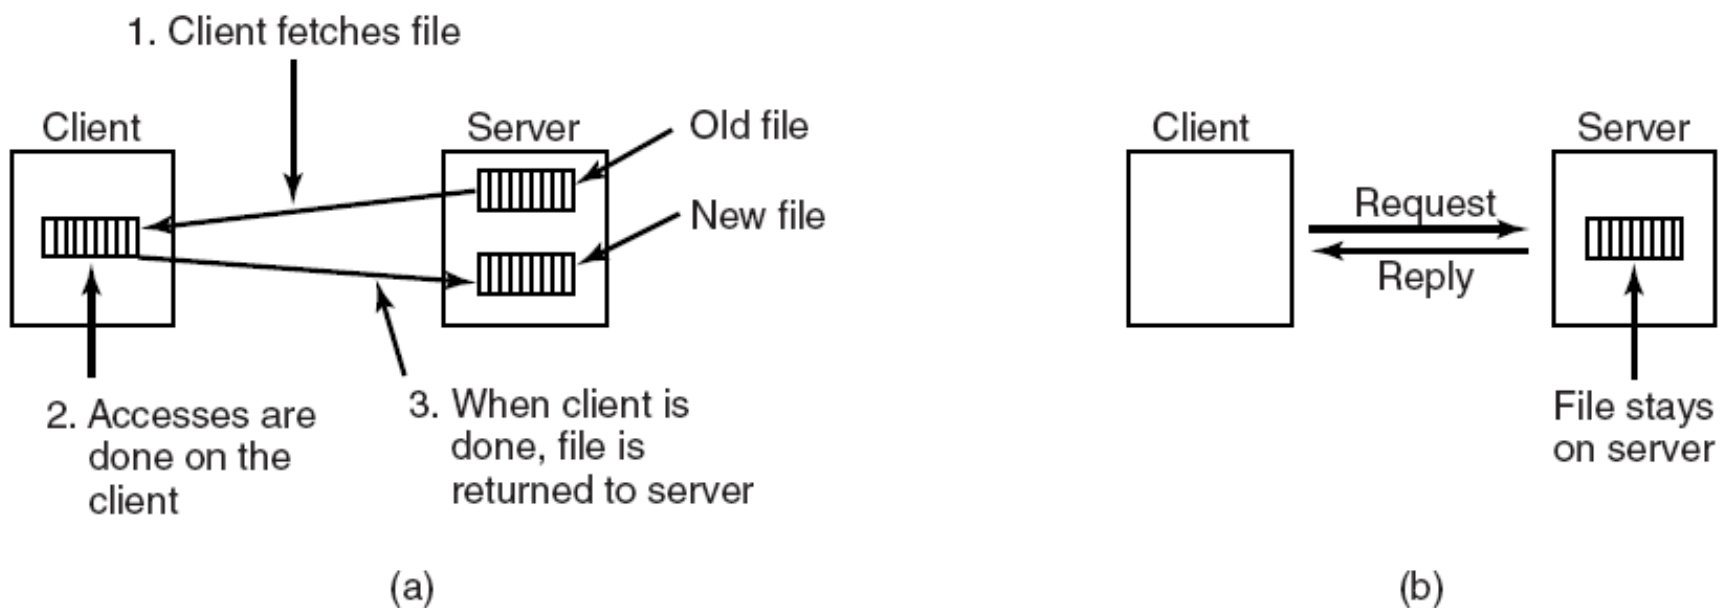 1. Client fetches file
Client
Server
Old file
New file
2. Accesses are
done on the
client
3. When client is
done, file is
returned to server
(a)
Client
Server
Request
Reply
File stays
on server
(b)